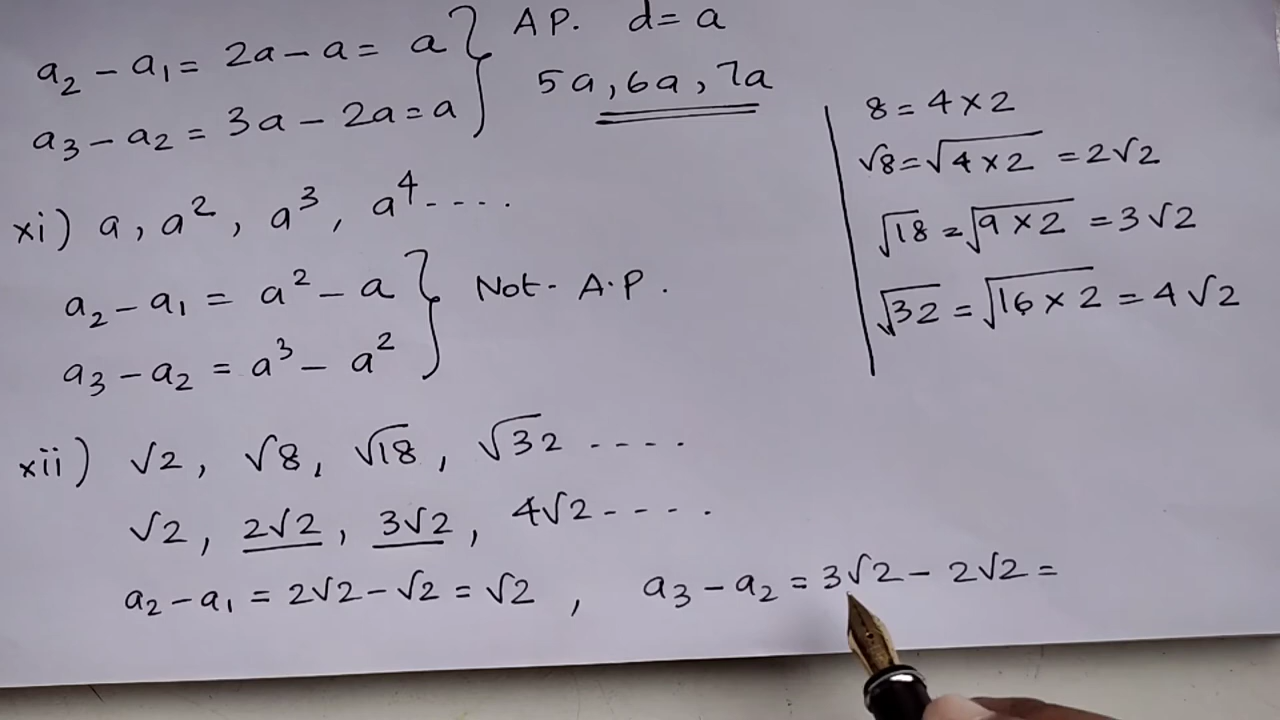 a₂ – a₁ = 2a – a = a } A P. d = a
a₃ – a₂ = 3a – 2a = a
5a, 6a, 7a
xi) a, a², a³, a⁴ ....
a₂ – a₁ = a² – a } Not- A.P.
a₃ – a₂ = a³ – a²
xii) √2, √8, √18, √32 ....
√2, 2√2, 3√2, 4√2 ....
a₂ – a₁ = 2√2 – √2 = √2 , a₃ – a₂ = 3√2 – 2√2 =
8 = 4 × 2
√8 = √4 × 2 = 2√2
√18 = √9 × 2 = 3√2
√32 = √16 × 2 = 4√2